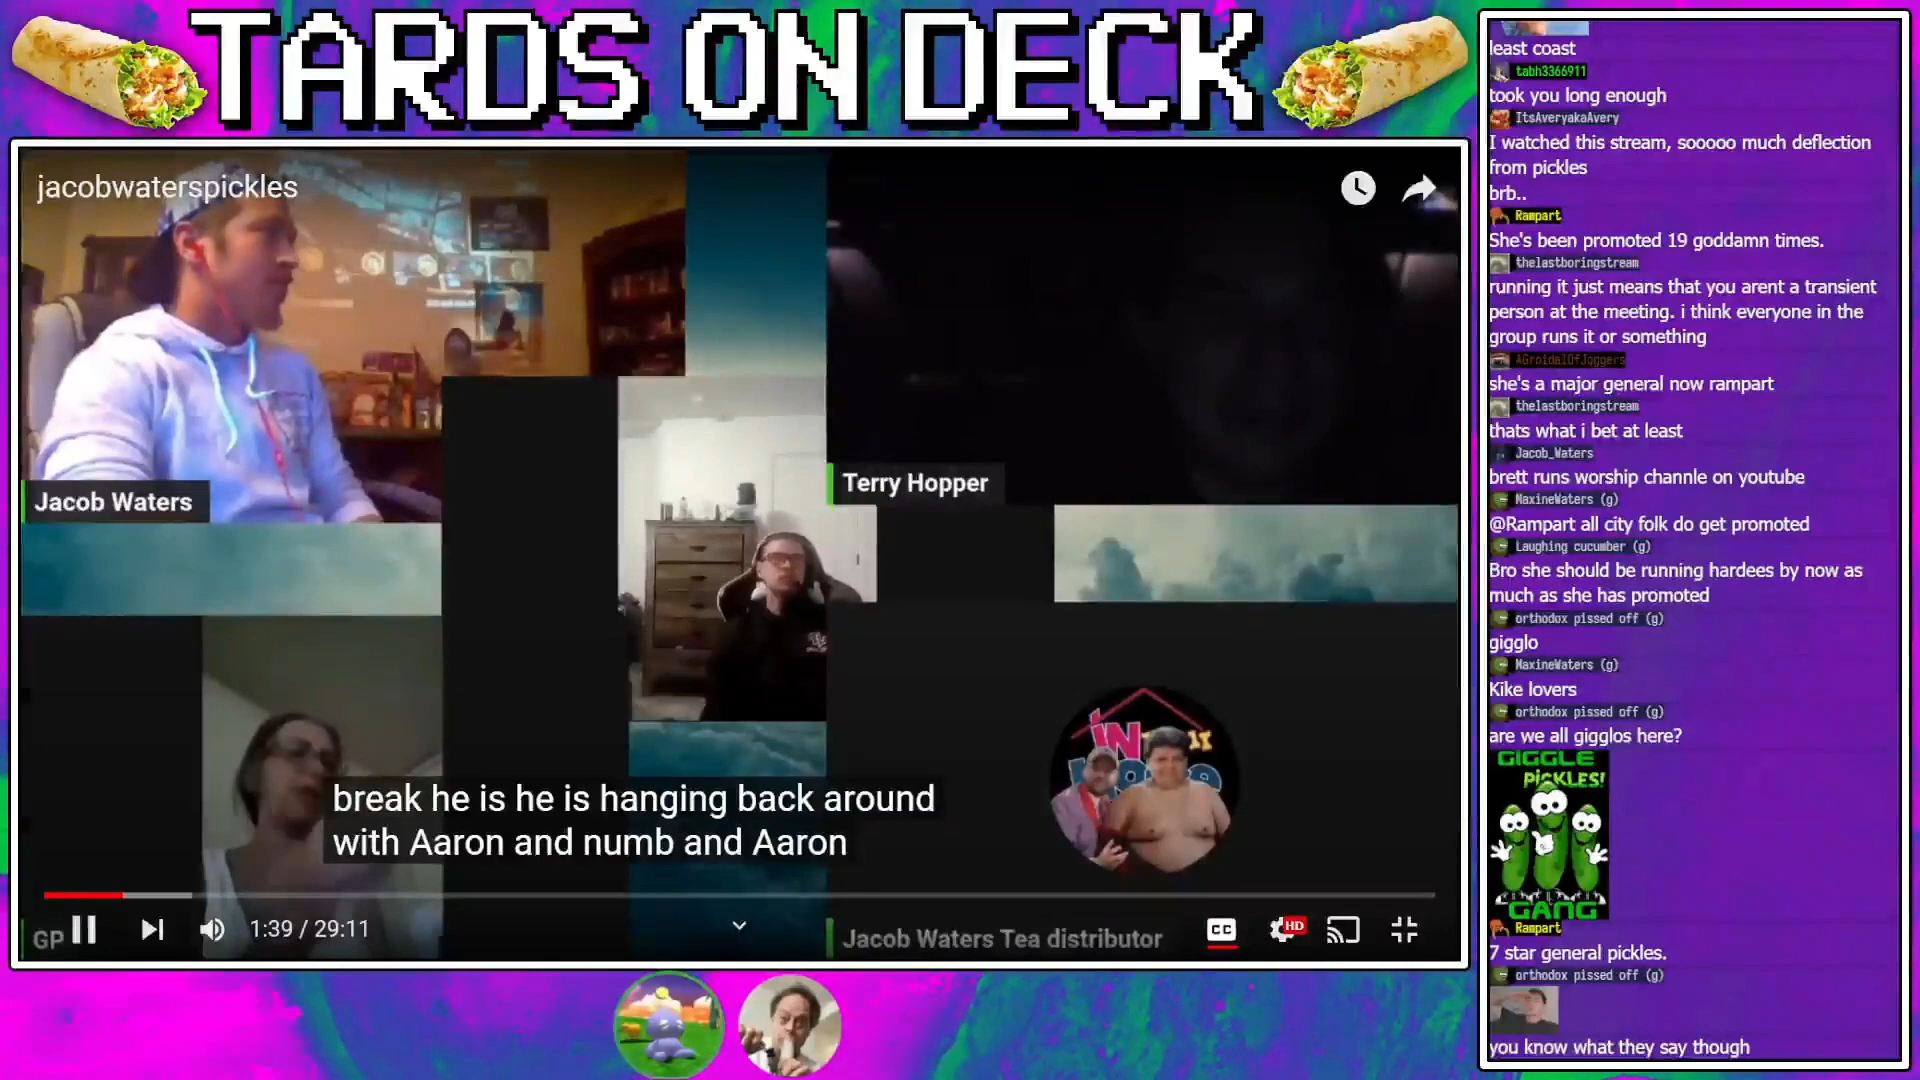 TARDS ON DECK
jacobwaterspickles
Jacob Waters
Terry Hopper
break he is he is hanging back around
with Aaron and numb and Aaron
1:39 / 29:11
CC
HD
GP
Jacob Waters Tea distributor
least coast
tabh3366911
took you long enough
ItsAveryakaAvery
I watched this stream, sooooo much deflection
from pickles
brb..
Rampart
She's been promoted 19 goddamn times.
thelastboringstream
running it just means that you arent a transient
person at the meeting. i think everyone in the
group runs it or something
AGroidalOfJoggers
she's a major general now rampart
thelastboringstream
thats what i bet at least
Jacob_Waters
brett runs worship channle on youtube
MaxineWaters (g)
@Rampart all city folk do get promoted
Laughing cucumber (g)
Bro she should be running hardees by now as
much as she has promoted
orthodox pissed off (g)
gigglo
MaxineWaters (g)
Kike lovers
orthodox pissed off (g)
are we all gigglos here?
GIGGLE
PiCKLES!
GANG
Rampart
7 star general pickles.
orthodox pissed off (g)
you know what they say though